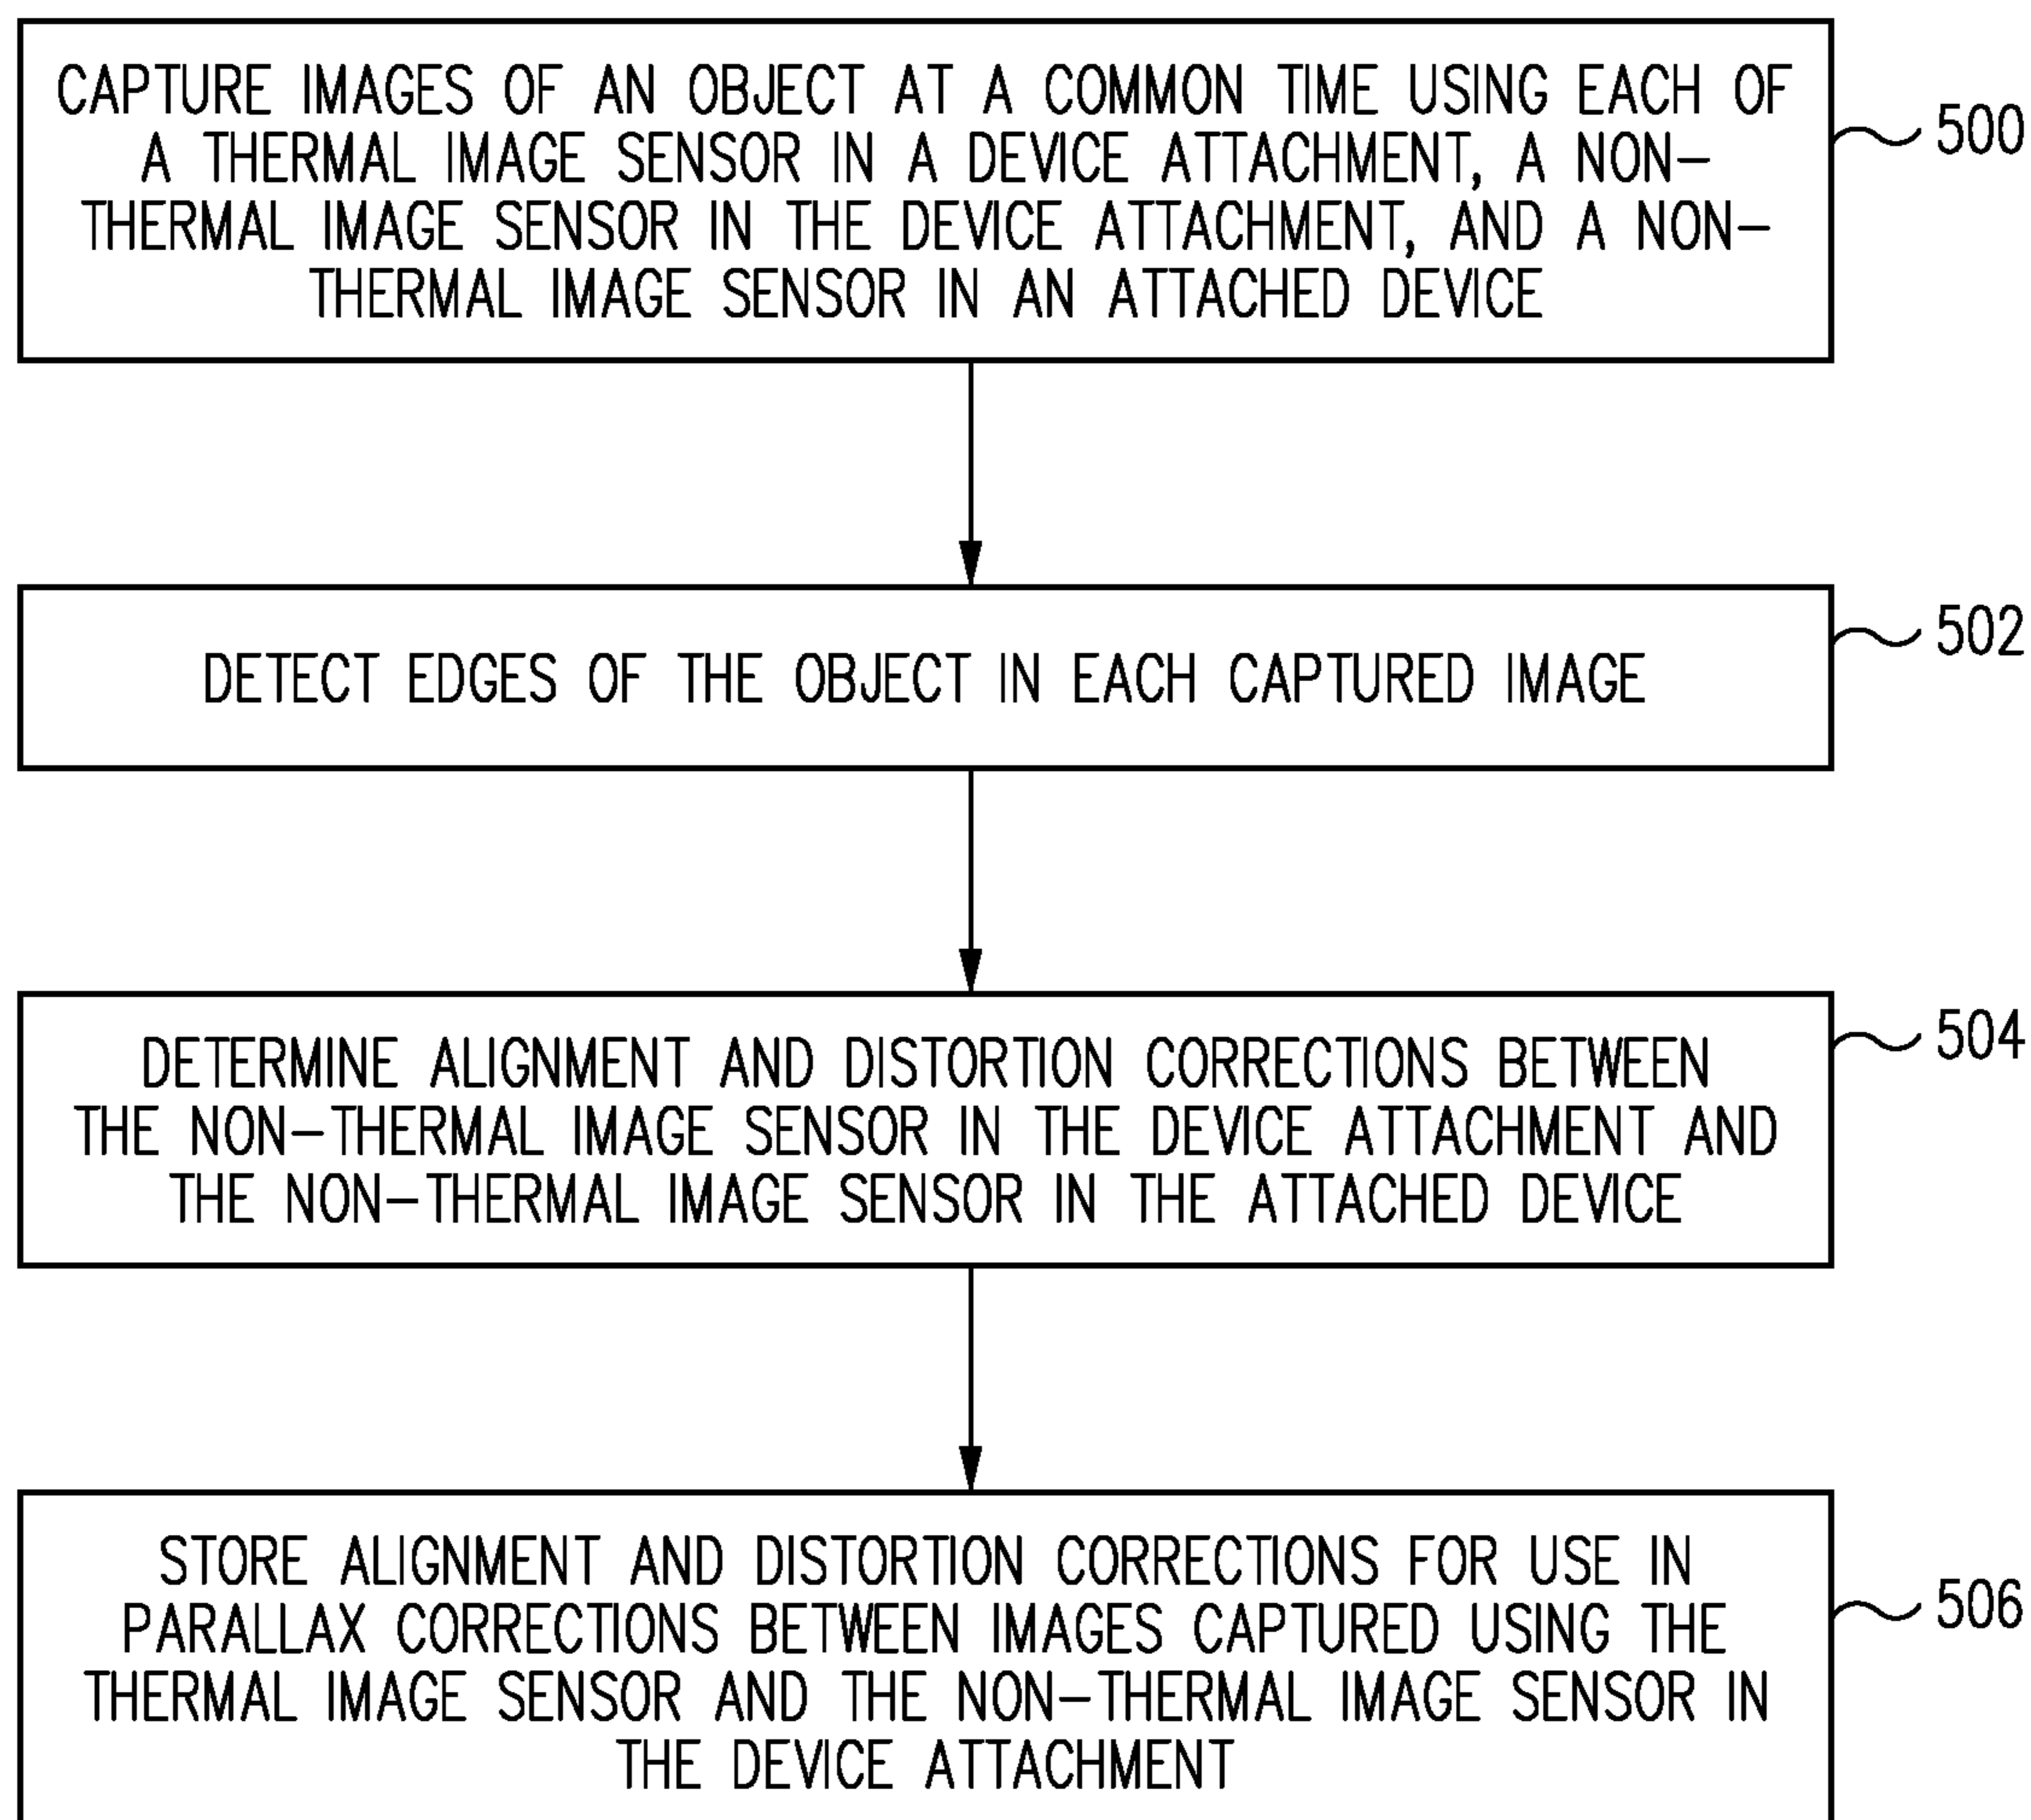 CAPTURE IMAGES OF AN OBJECT AT A COMMON TIME USING EACH OF
A THERMAL IMAGE SENSOR IN A DEVICE ATTACHMENT, A NON-
THERMAL IMAGE SENSOR IN THE DEVICE ATTACHMENT, AND A NON-
THERMAL IMAGE SENSOR IN AN ATTACHED DEVICE
500
DETECT EDGES OF THE OBJECT IN EACH CAPTURED IMAGE
502
DETERMINE ALIGNMENT AND DISTORTION CORRECTIONS BETWEEN
THE NON-THERMAL IMAGE SENSOR IN THE DEVICE ATTACHMENT AND
THE NON-THERMAL IMAGE SENSOR IN THE ATTACHED DEVICE
504
STORE ALIGNMENT AND DISTORTION CORRECTIONS FOR USE IN
PARALLAX CORRECTIONS BETWEEN IMAGES CAPTURED USING THE
THERMAL IMAGE SENSOR AND THE NON-THERMAL IMAGE SENSOR IN
THE DEVICE ATTACHMENT
506